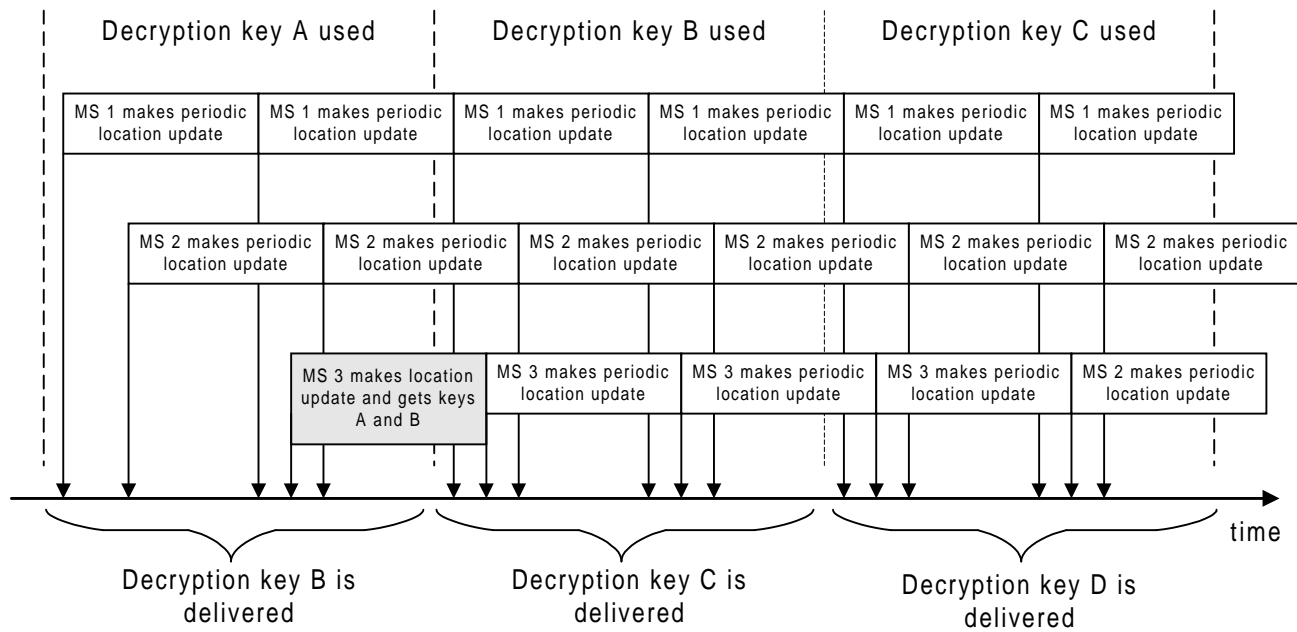 Decryption key A used
Decryption key B used
Decryption key C used
MS 1 makes periodic
location update
MS 1 makes periodic
location update
MS 1 makes periodic
location update
MS 1 makes periodic
location update
MS 1 makes periodic
location update
MS 1 makes periodic
location update
MS 2 makes periodic
location update
MS 2 makes periodic
location update
MS 2 makes periodic
location update
MS 2 makes periodic
location update
MS 2 makes periodic
location update
MS 2 makes periodic
location update
MS 3 makes location
update and gets keys
A and B
MS 3 makes periodic
location update
MS 3 makes periodic
location update
MS 3 makes periodic
location update
MS 2 makes periodic
location update
time
Decryption key B is
delivered
Decryption key C is
delivered
Decryption key D is
delivered